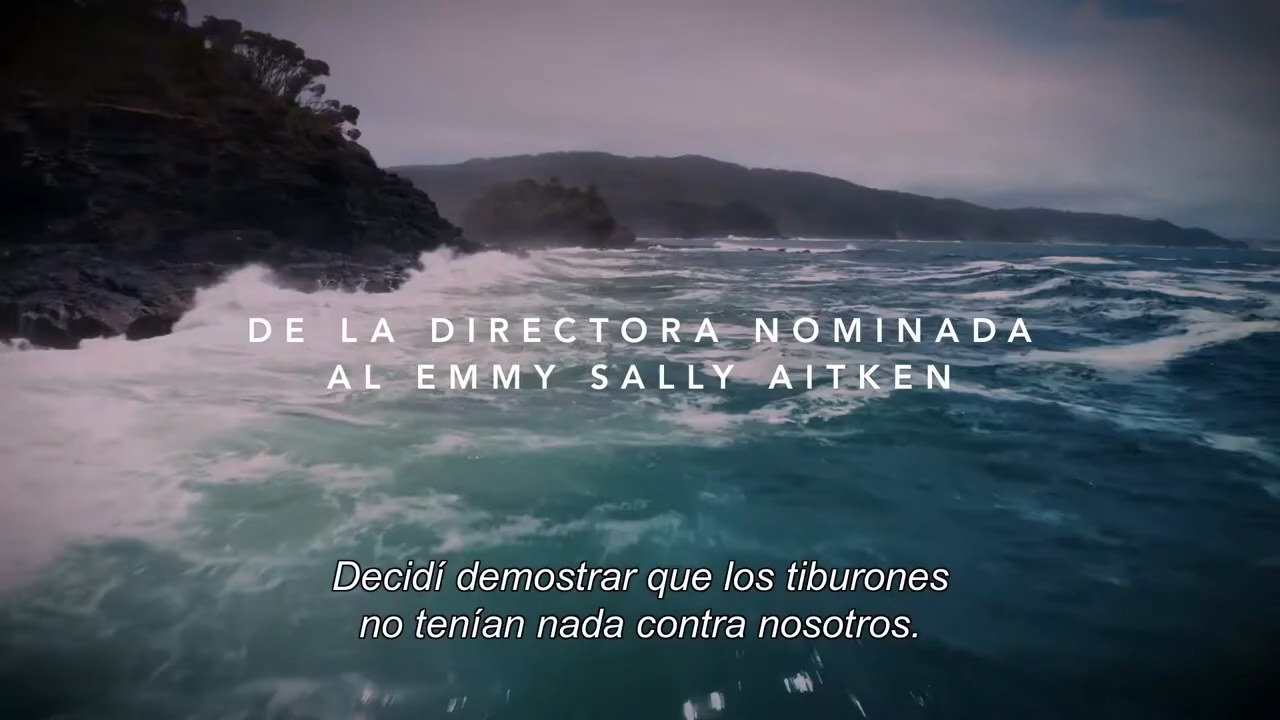 DE LA DIRECTORA NOMINADA
AL EMMY SALLY AITKEN
Decidí demostrar que los tiburones
no tenían nada contra nosotros.